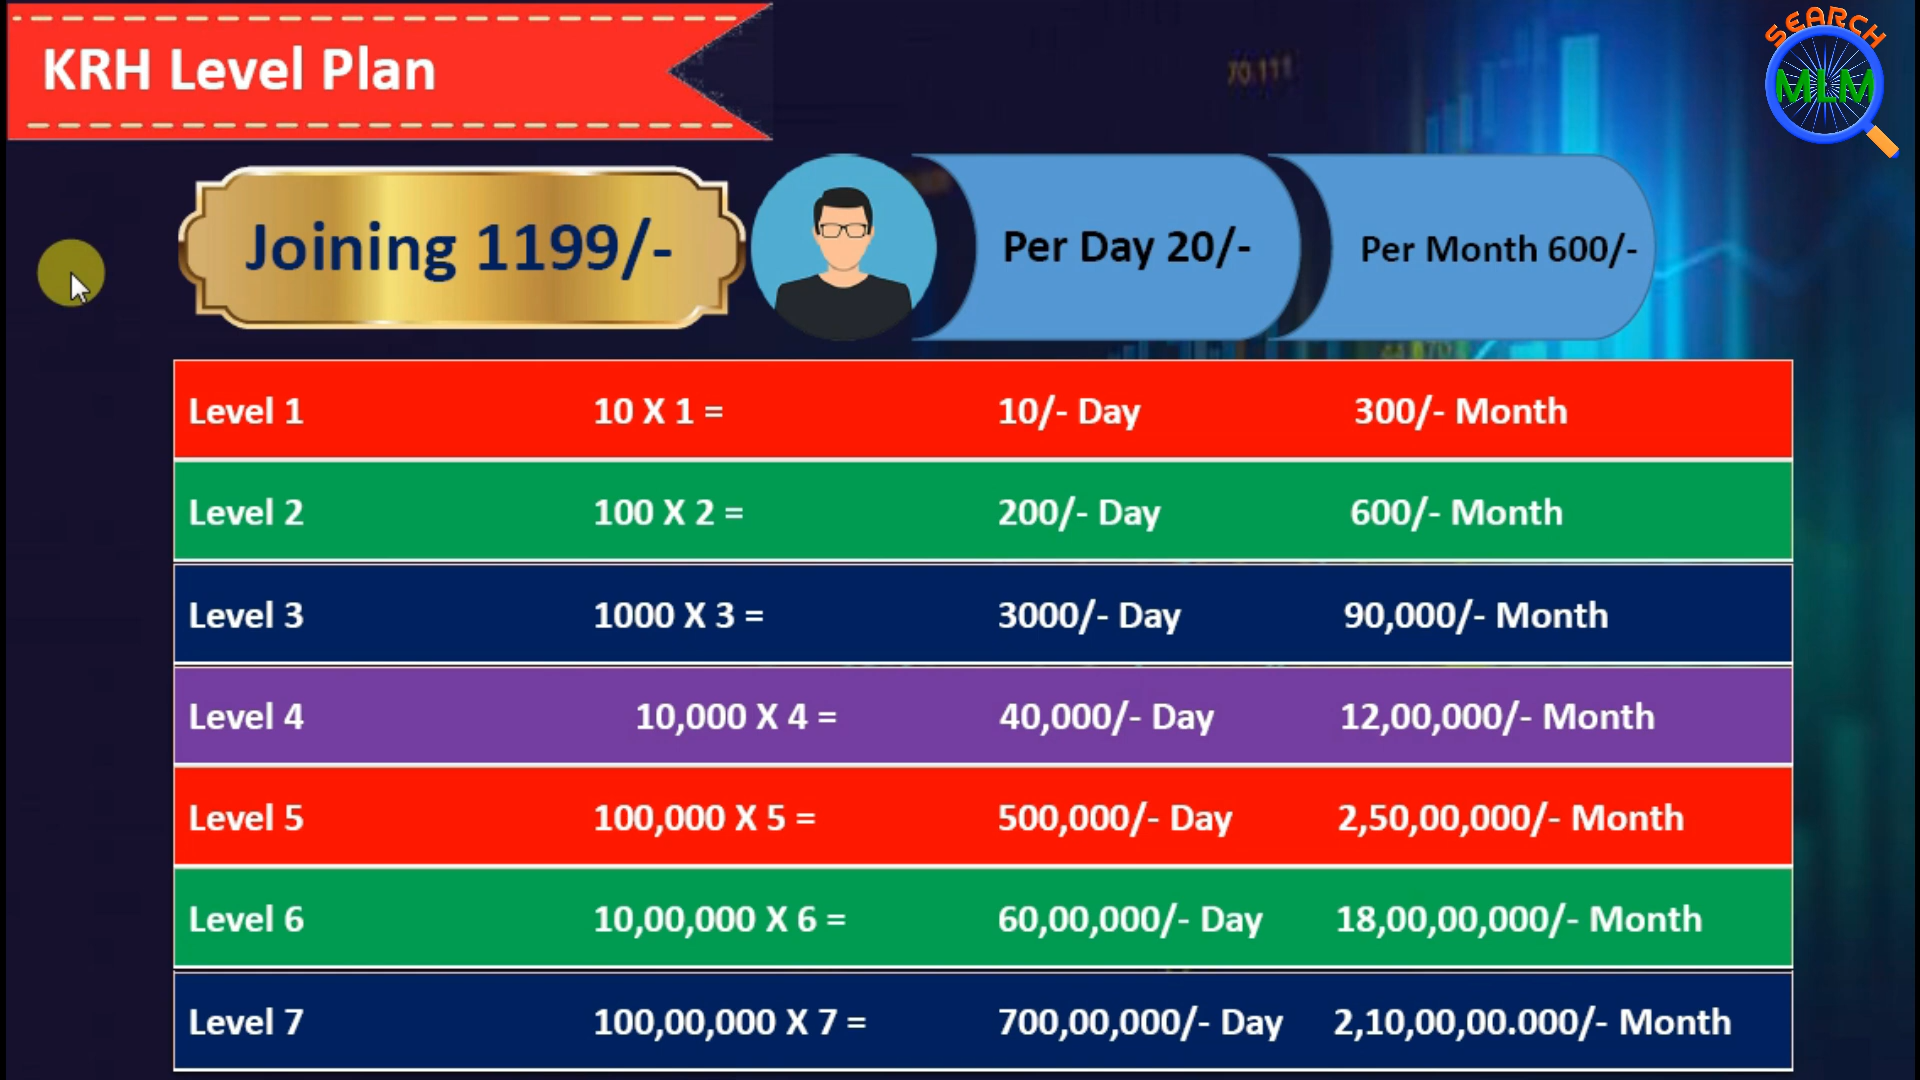 KRH Level Plan
SEARCH
MLM
70.111
Joining 1199/-
Per Day 20/-
Per Month 600/-
Level 1 10 X 1 = 10/- Day 300/- Month
Level 2 100 X 2 = 200/- Day 600/- Month
Level 3 1000 X 3 = 3000/- Day 90,000/- Month
Level 4 10,000 X 4 = 40,000/- Day 12,00,000/- Month
Level 5 100,000 X 5 = 500,000/- Day 2,50,00,000/- Month
Level 6 10,00,000 X 6 = 60,00,000/- Day 18,00,00,000/- Month
Level 7 100,00,000 X 7 = 700,00,000/- Day 2,10,00,00.000/- Month